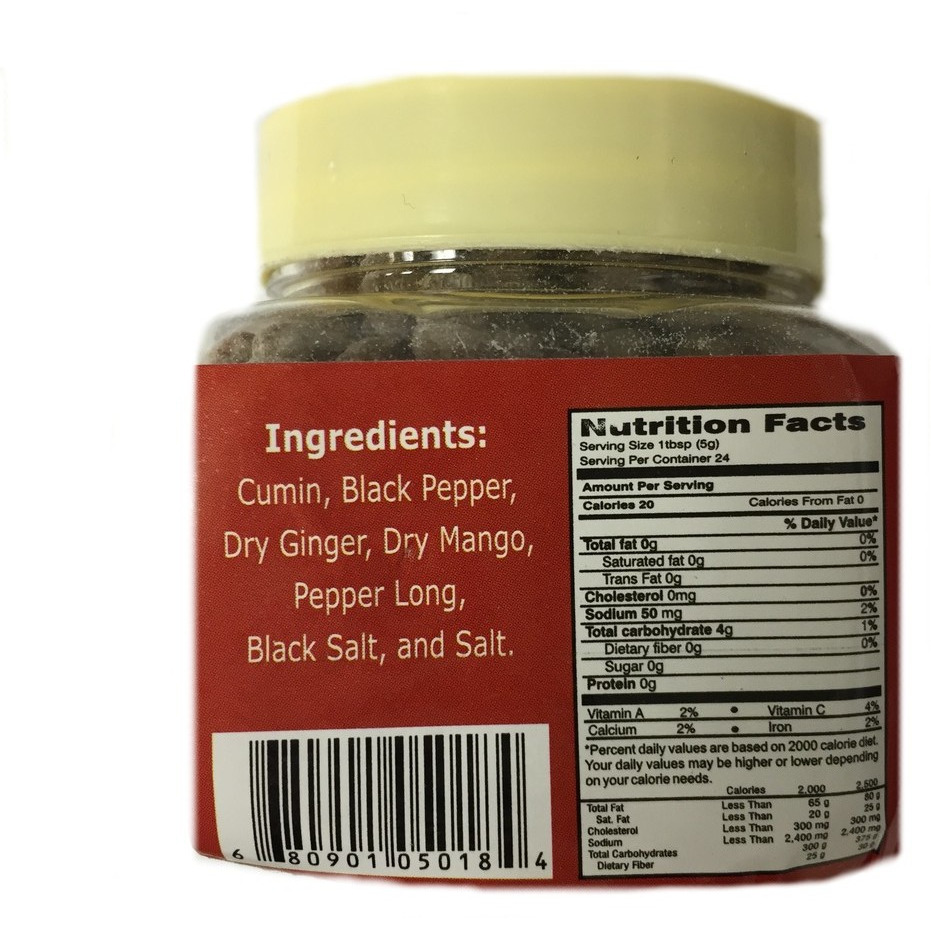 Ingredients:
Cumin, Black Pepper,
Dry Ginger, Dry Mango,
Pepper Long,
Black Salt, and Salt.
6 80901 05018 4
Nutrition Facts
Serving Size 1tbsp (5g)
Serving Per Container 24
Amount Per Serving
Calories 20 Calories From Fat 0
% Daily Value*
Total fat 0g 0%
Saturated fat 0g 0%
Trans Fat 0g
Cholesterol 0mg 0%
Sodium 50 mg 2%
Total carbohydrate 4g 1%
Dietary fiber 0g 0%
Sugar 0g
Protein 0g
Vitamin A 2% • Vitamin C 4%
Calcium 2% • Iron 2%
*Percent daily values are based on 2000 calorie diet.
Your daily values may be higher or lower depending
on your calorie needs.
Calories 2,000 2,500
Total Fat Less Than 65 g 80 g
Sat. Fat Less Than 20 g 25 g
Cholesterol Less Than 300 mg 300 mg
Sodium Less Than 2,400 mg 2,400 mg
Total Carbohydrates 300 g 375 g
Dietary Fiber 25 g 30 g